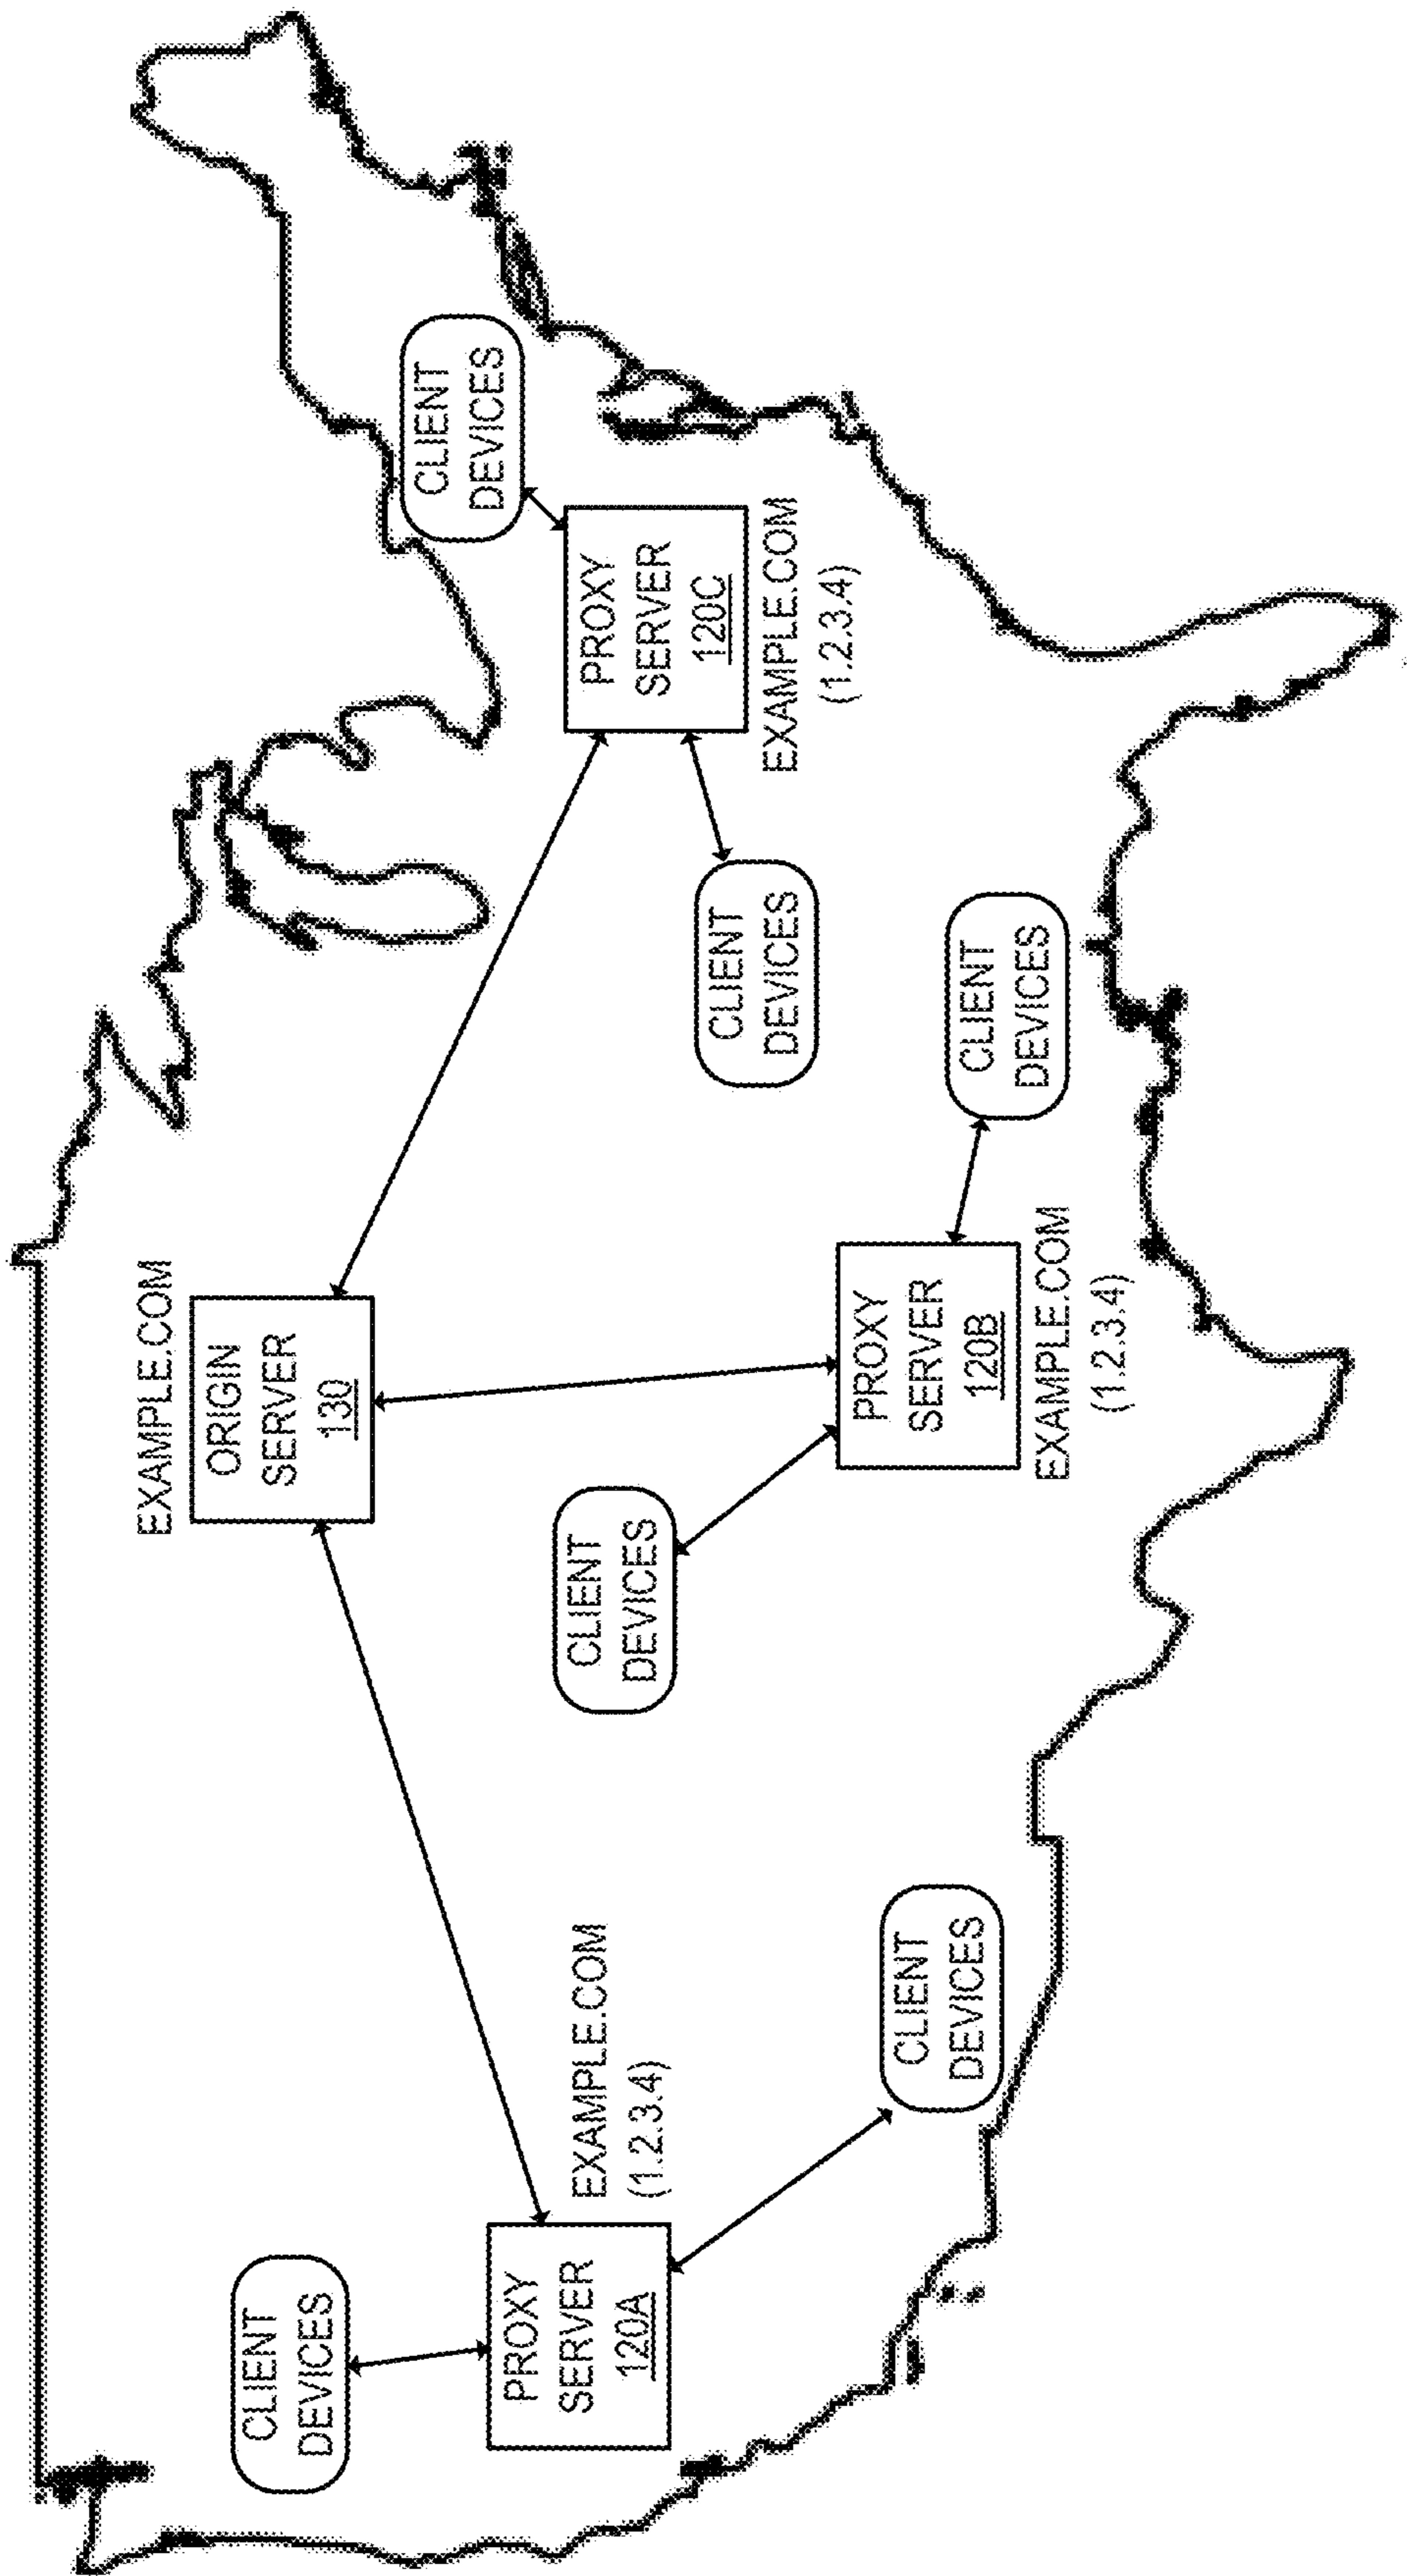 EXAMPLE.COM
ORIGIN
SERVER
130
CLIENT
DEVICES
PROXY
SERVER
120A
EXAMPLE.COM
(1.2.3.4)
CLIENT
DEVICES
CLIENT
DEVICES
PROXY
SERVER
120B
EXAMPLE.COM
(1.2.3.4)
CLIENT
DEVICES
CLIENT
DEVICES
PROXY
SERVER
120C
EXAMPLE.COM
(1.2.3.4)
CLIENT
DEVICES